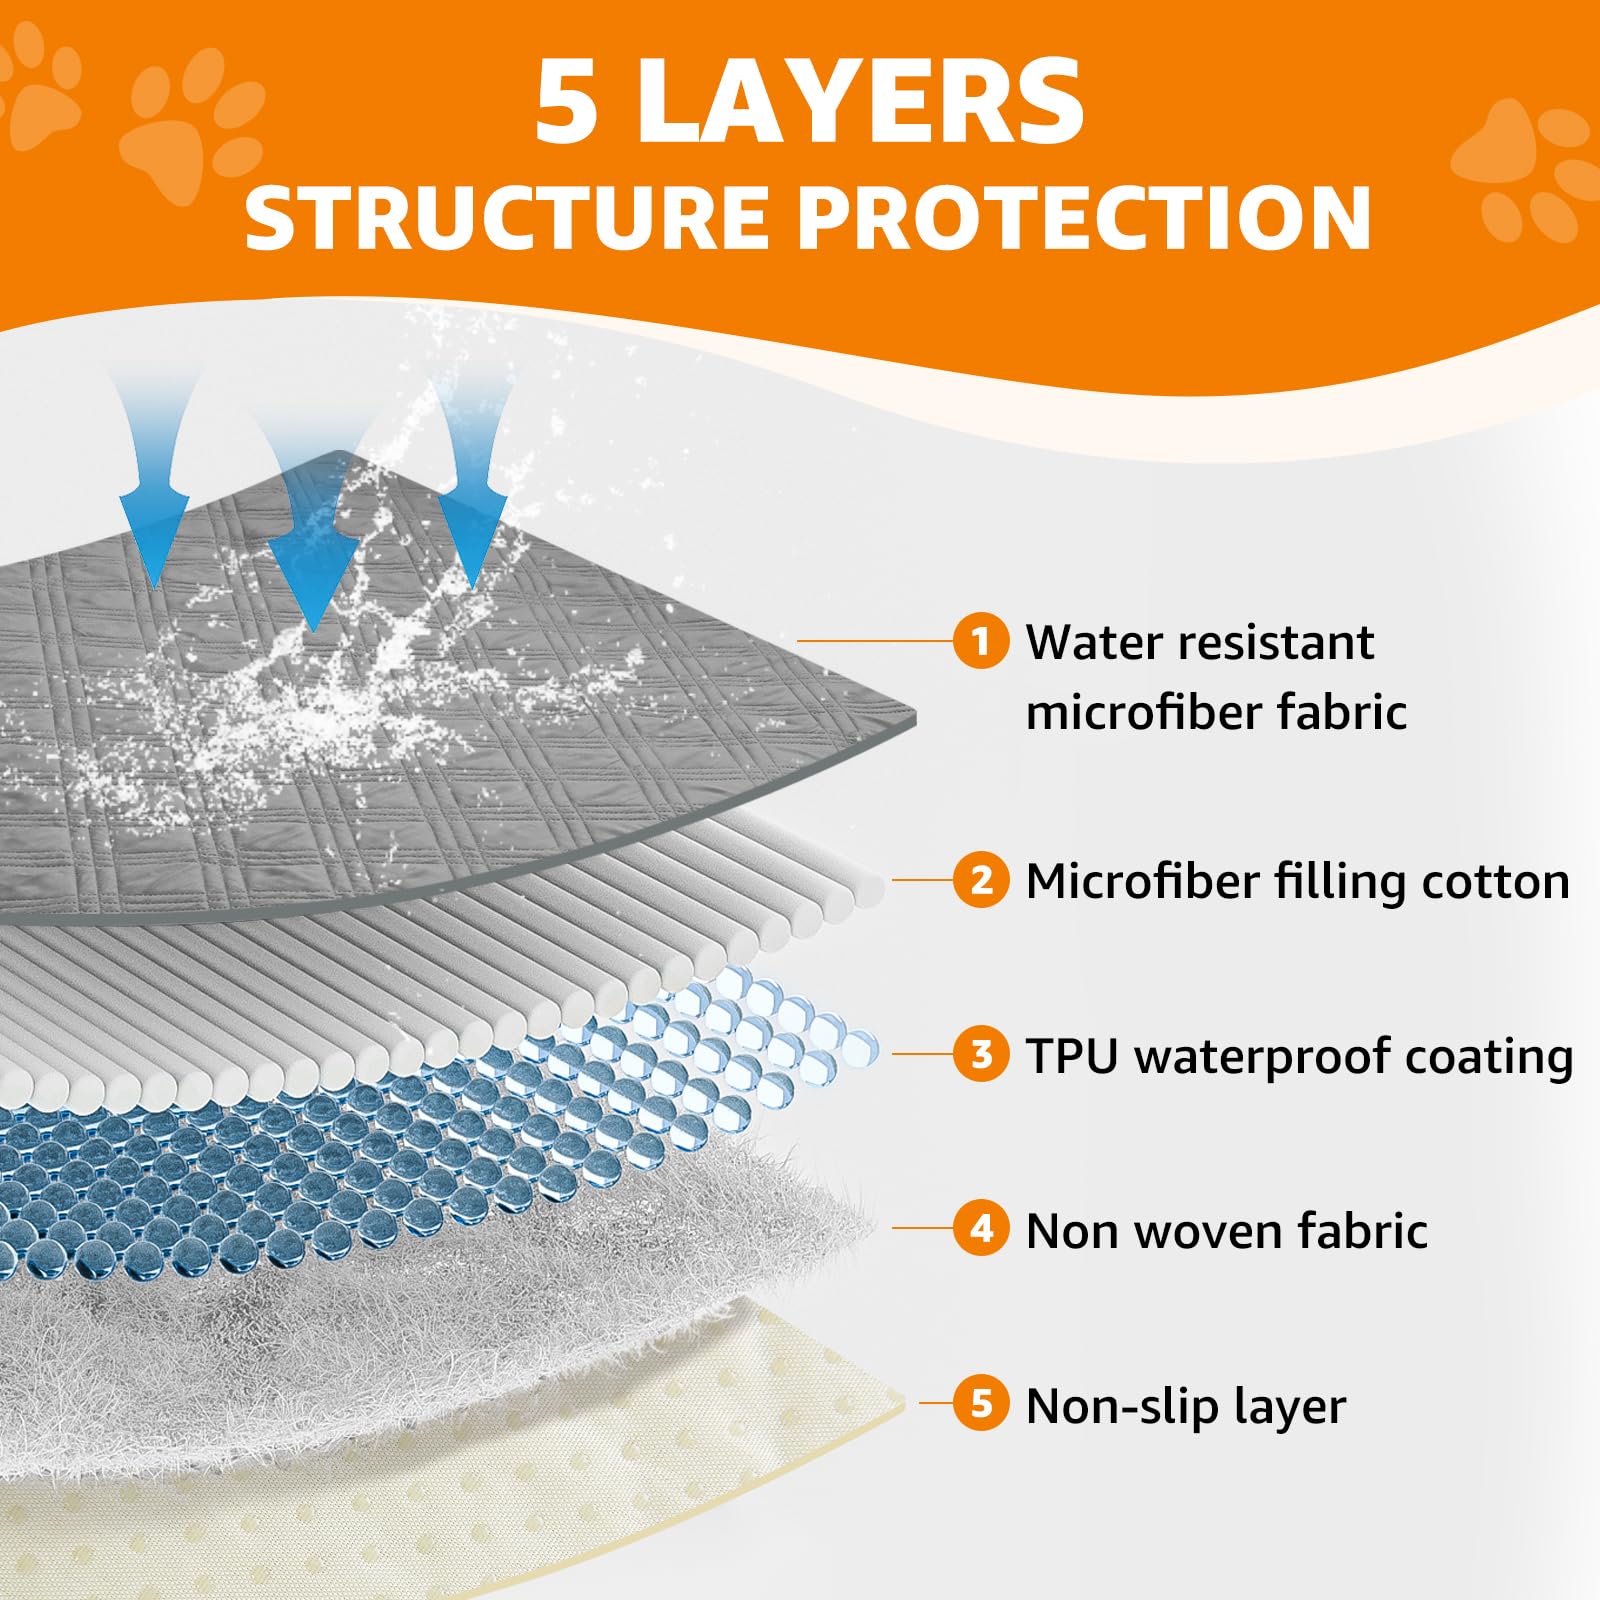 5 LAYERS
STRUCTURE PROTECTION
1 Water resistant
microfiber fabric
2 Microfiber filling cotton
3 TPU waterproof coating
4 Non woven fabric
5 Non-slip layer